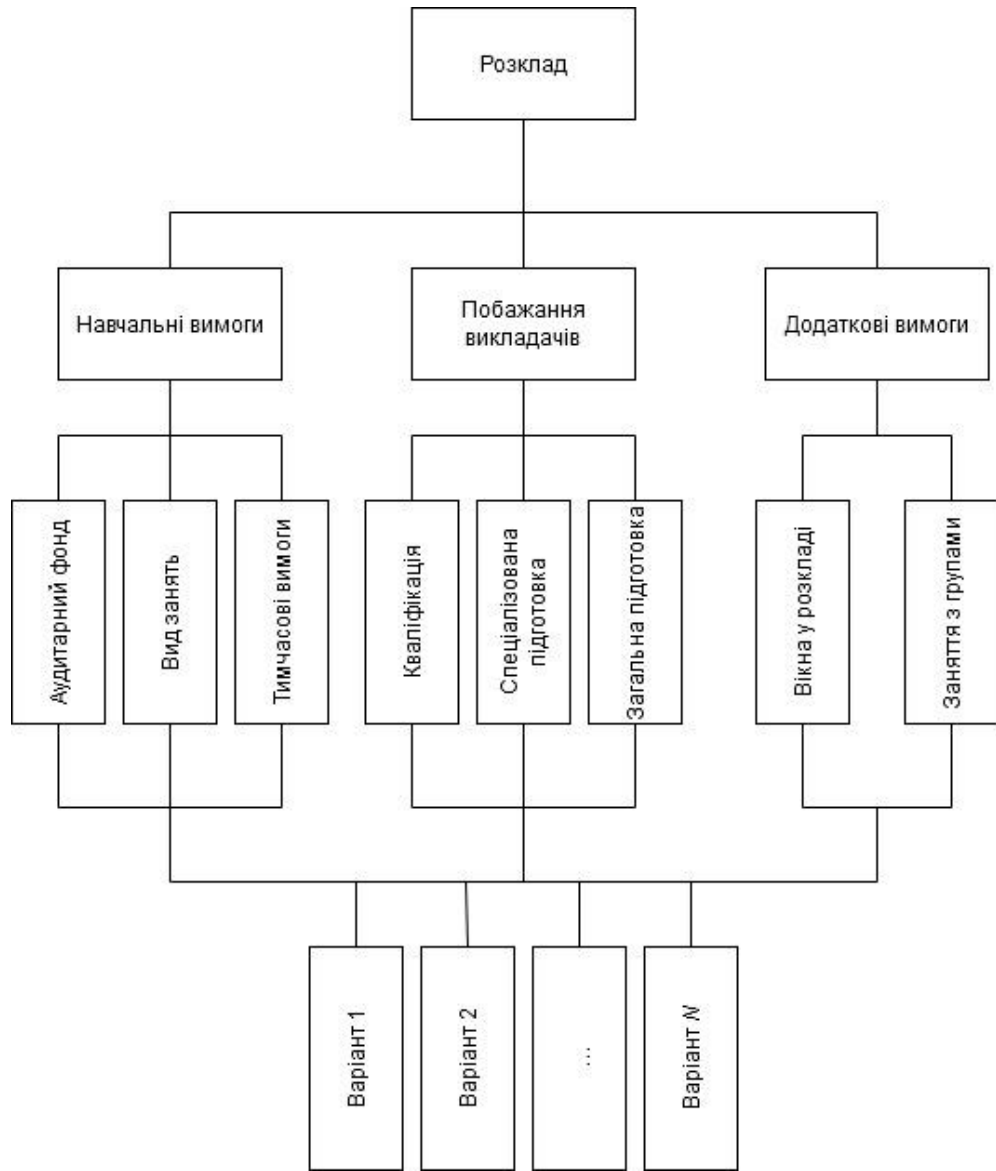 Розклад
Навчальні вимоги
Побажання
викладачів
Додаткові вимоги
Аудитарний фонд
Вид занять
Тимчасові вимоги
Кваліфікація
Спеціалізована
підготовка
Загальна підготовка
Вікна у розкладі
Заняття з групами
Варіант 1
Варіант 2
...
Варіант N